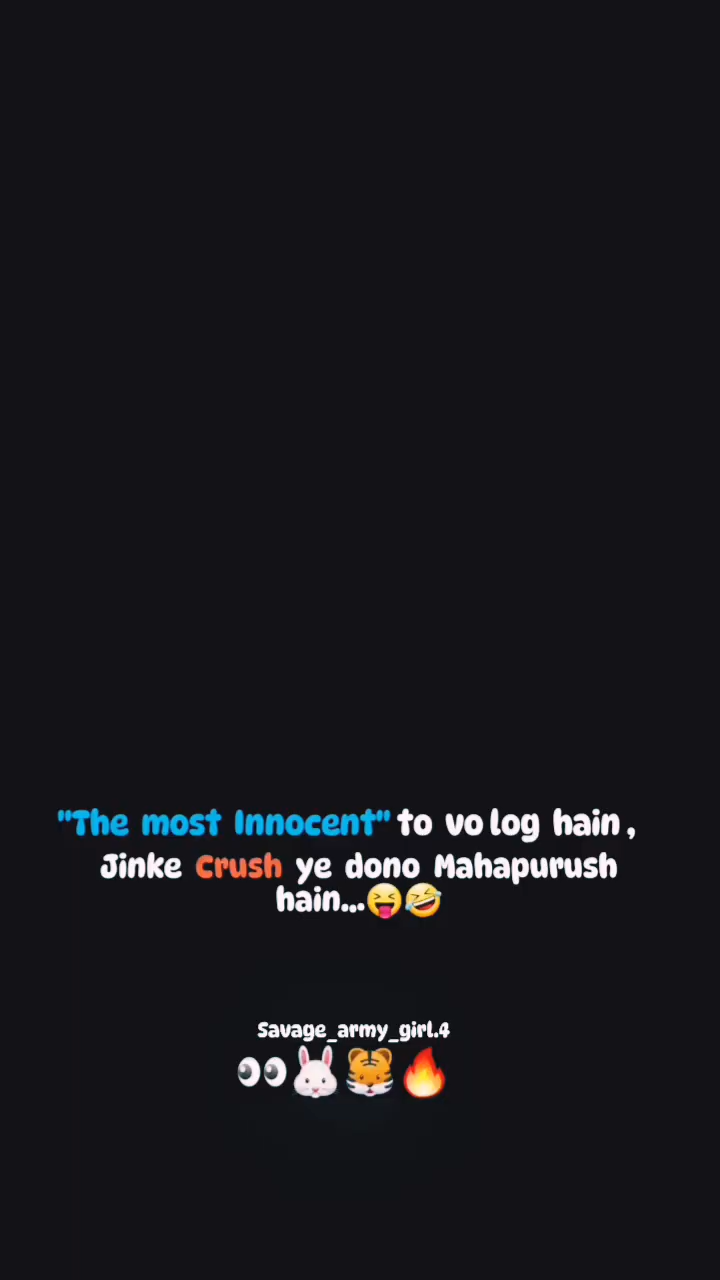 "The most Innocent" to vo log hain,
Jinke Crush ye dono Mahapurush
hain...😝🤣
Savage_army_girl.4
👀🐰🐯🔥